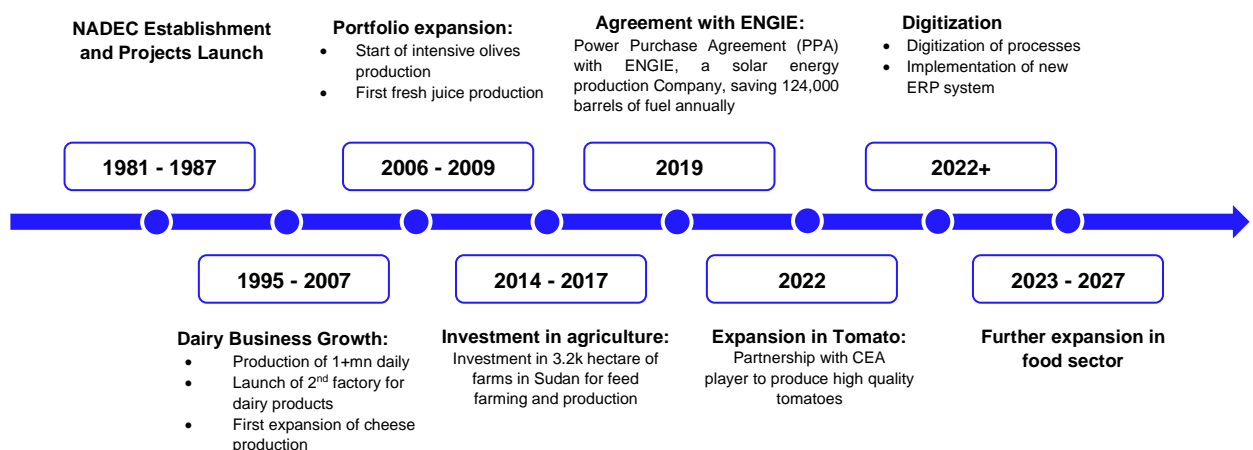 NADEC Establishment
and Projects Launch
Portfolio expansion:
• Start of intensive olives
production
• First fresh juice production
Agreement with ENGIE:
Power Purchase Agreement (PPA)
with ENGIE, a solar energy
production Company, saving 124,000
barrels of fuel annually
Digitization
• Digitization of processes
• Implementation of new
ERP system
1981 - 1987
2006 - 2009
2019
2022+
1995 - 2007
2014 - 2017
2022
2023 - 2027
Dairy Business Growth:
• Production of 1+mn daily
• Launch of 2nd factory for
dairy products
• First expansion of cheese
production
Investment in agriculture:
Investment in 3.2k hectare of
farms in Sudan for feed
farming and production
Expansion in Tomato:
Partnership with CEA
player to produce high quality
tomatoes
Further expansion in
food sector